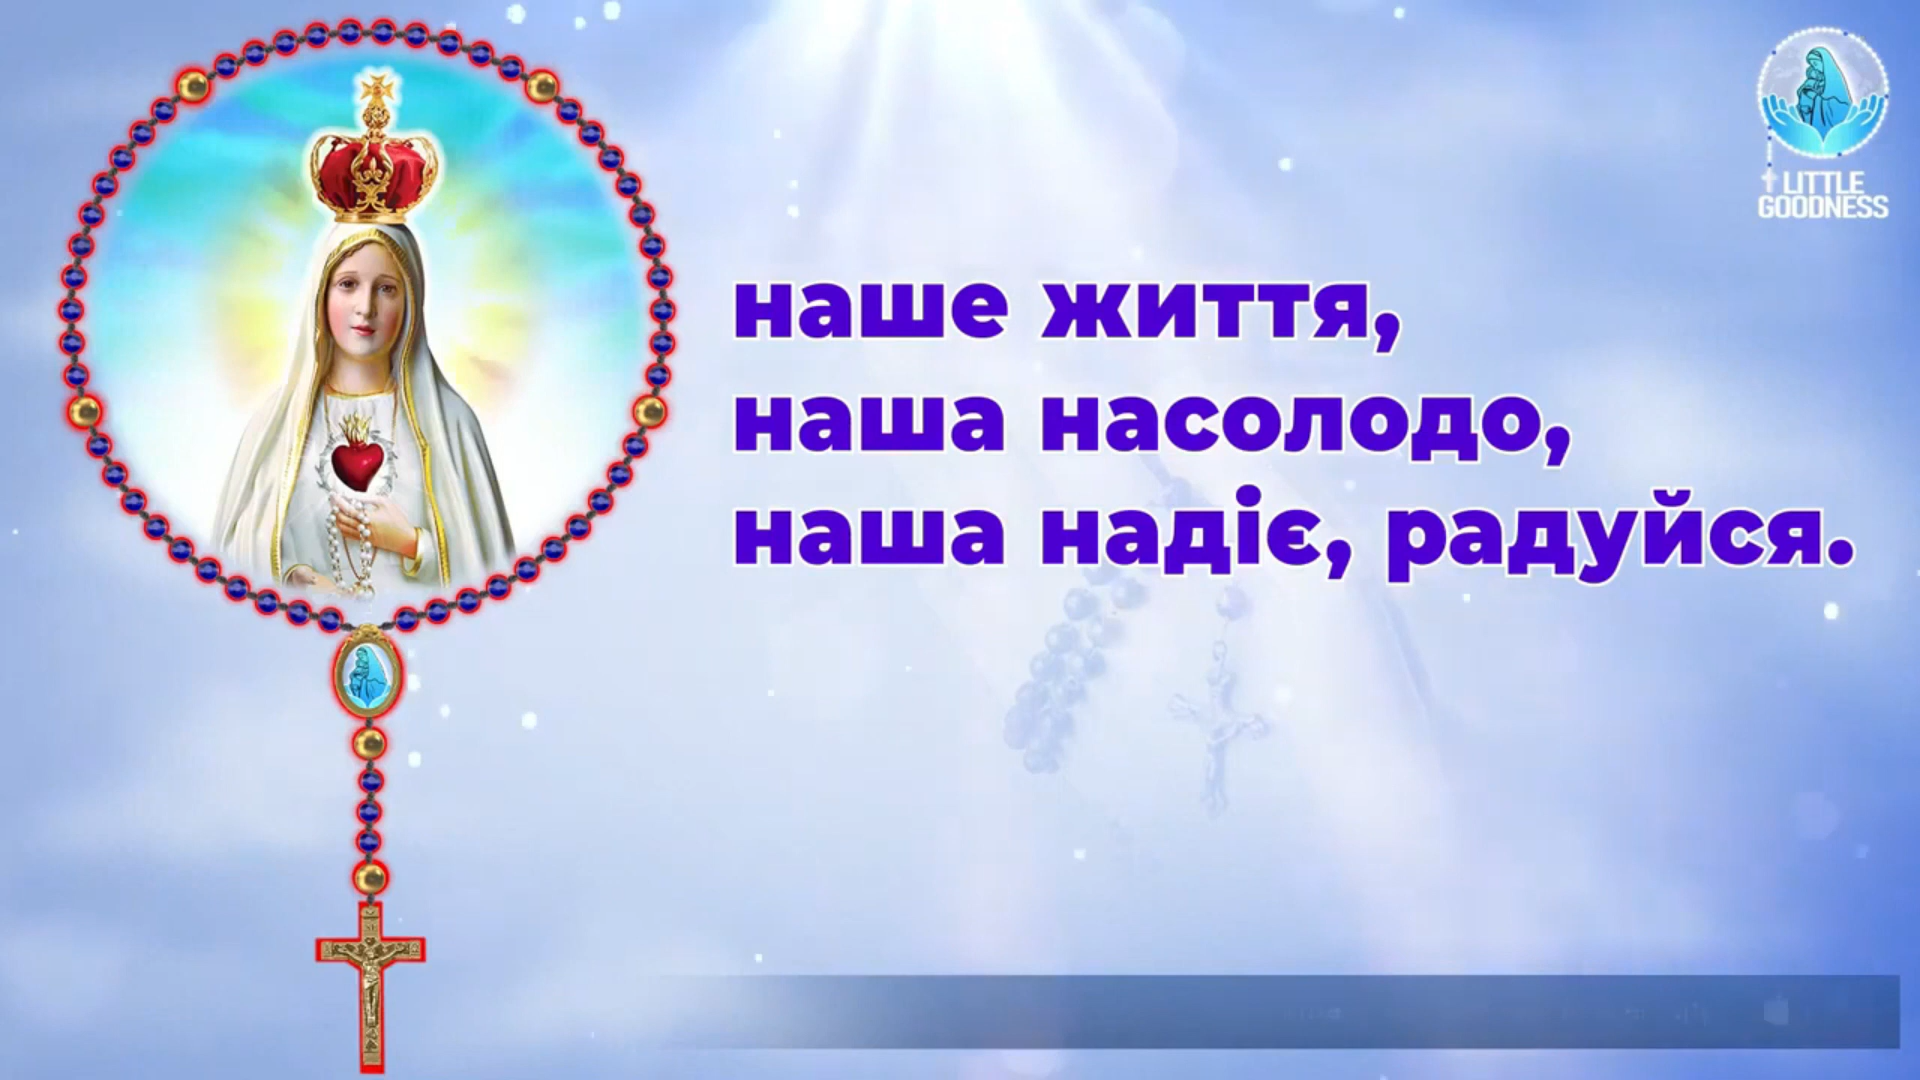 наше життя,
наша насолодо,
наша надіє, радуйся.
LITTLE
GOODNESS